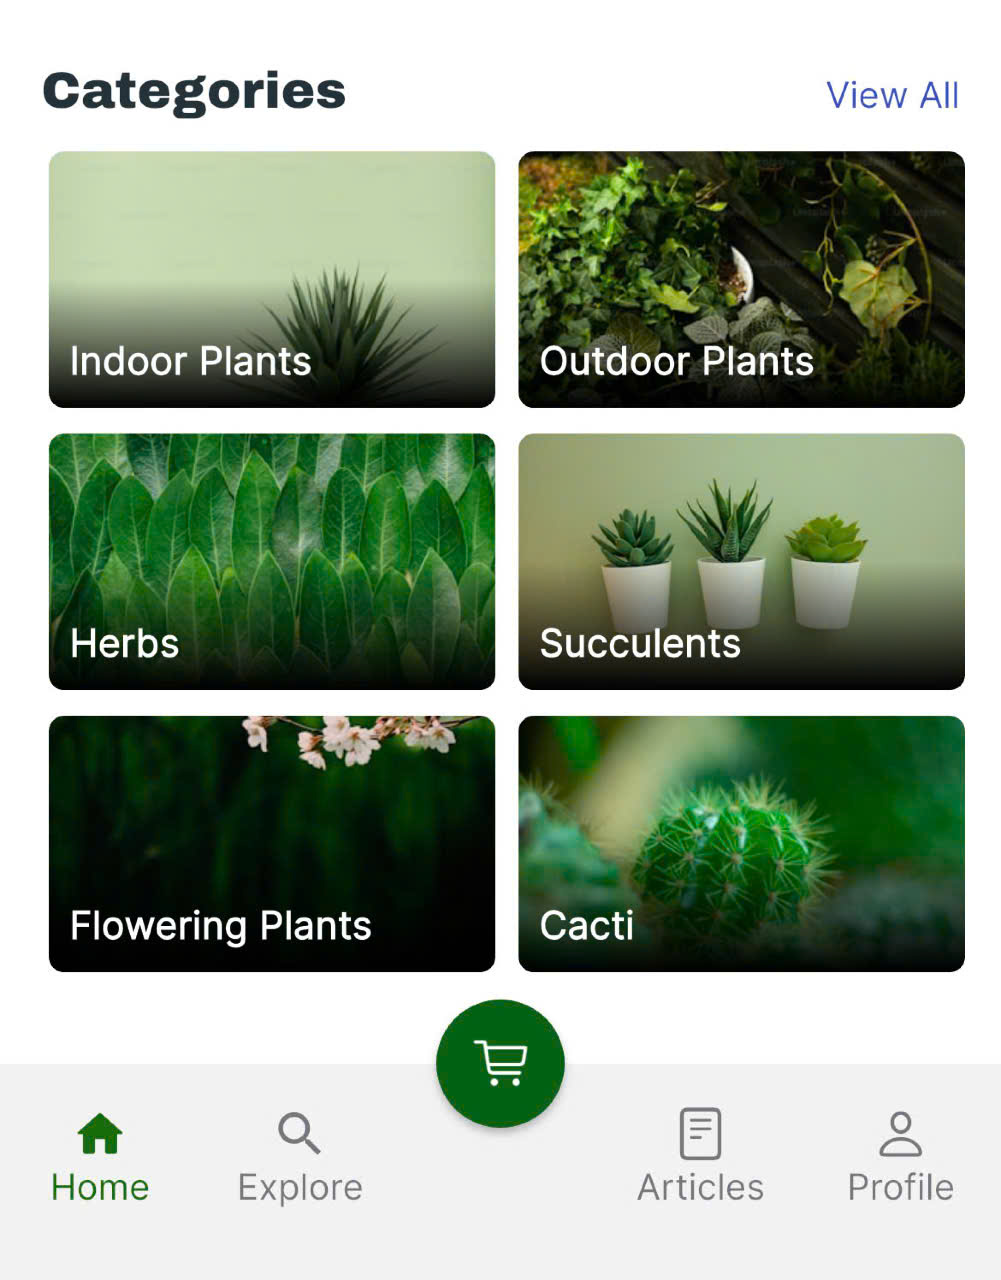 Categories
View All
Indoor Plants
Outdoor Plants
Herbs
Succulents
Flowering Plants
Cacti
Home
Explore
Articles
Profile